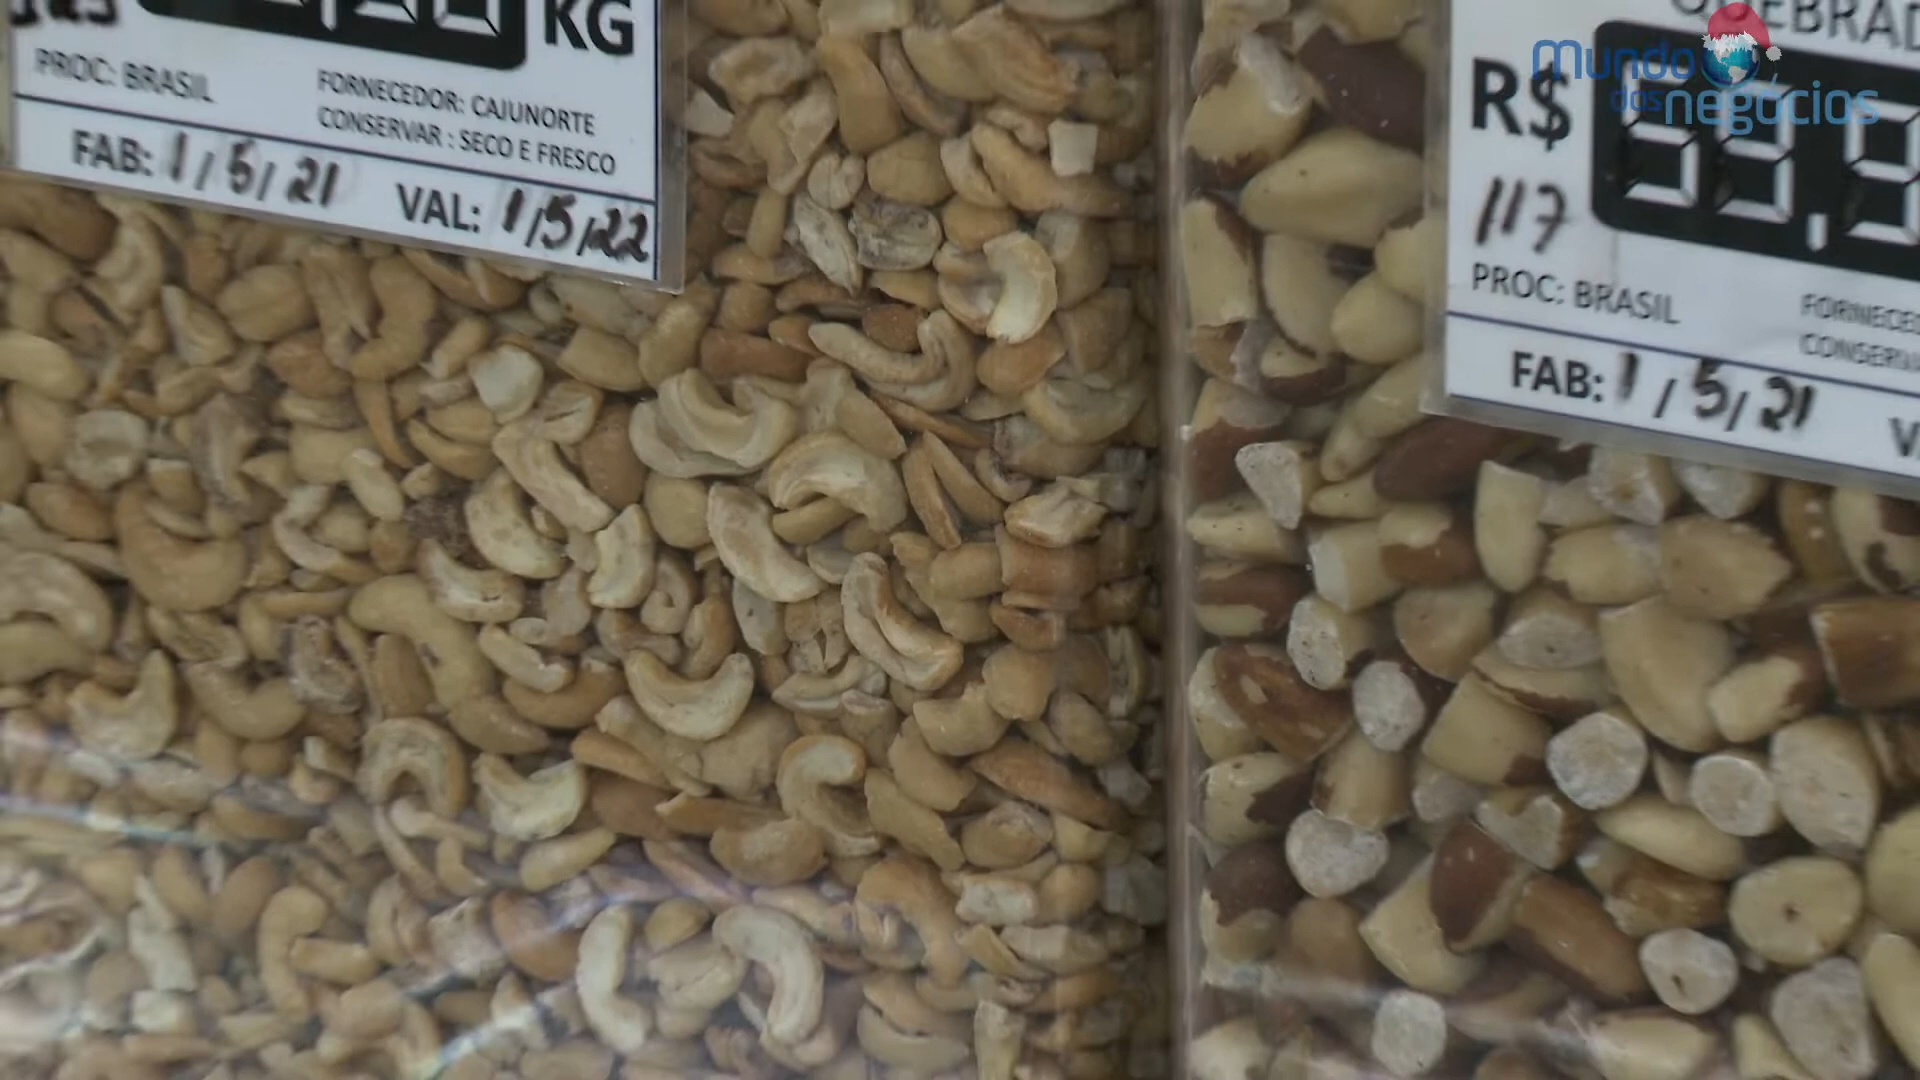 KG
PROC: BRASIL
FORNECEDOR: CAJUNORTE
CONSERVAR : SECO E FRESCO
FAB: 1/5/21 VAL: 1/5/22
Mundo
dos negócios
R$
117
PROC: BRASIL
FAB: 1/5/21